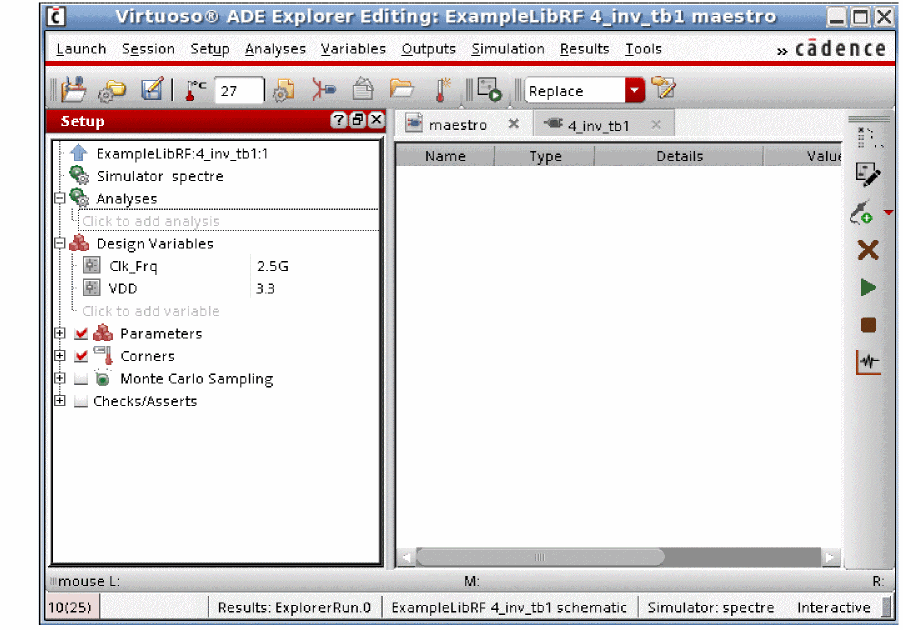 Virtuoso® ADE Explorer Editing: ExampleLibRF 4_inv_tb1 maestro
Launch Session Setup Analyses Variables Outputs Simulation Results Tools » cādence
°C 27 Replace
Setup
maestro 4_inv_tb1
Name Type Details Value
ExampleLibRF:4_inv_tb1:1
Simulator spectre
Analyses
Click to add analysis
Design Variables
Clk_Frq 2.5G
VDD 3.3
Click to add variable
Parameters
Corners
Monte Carlo Sampling
Checks/Asserts
mouse L: M: R:
10(25) Results: ExplorerRun.0 ExampleLibRF 4_inv_tb1 schematic Simulator: spectre Interactive